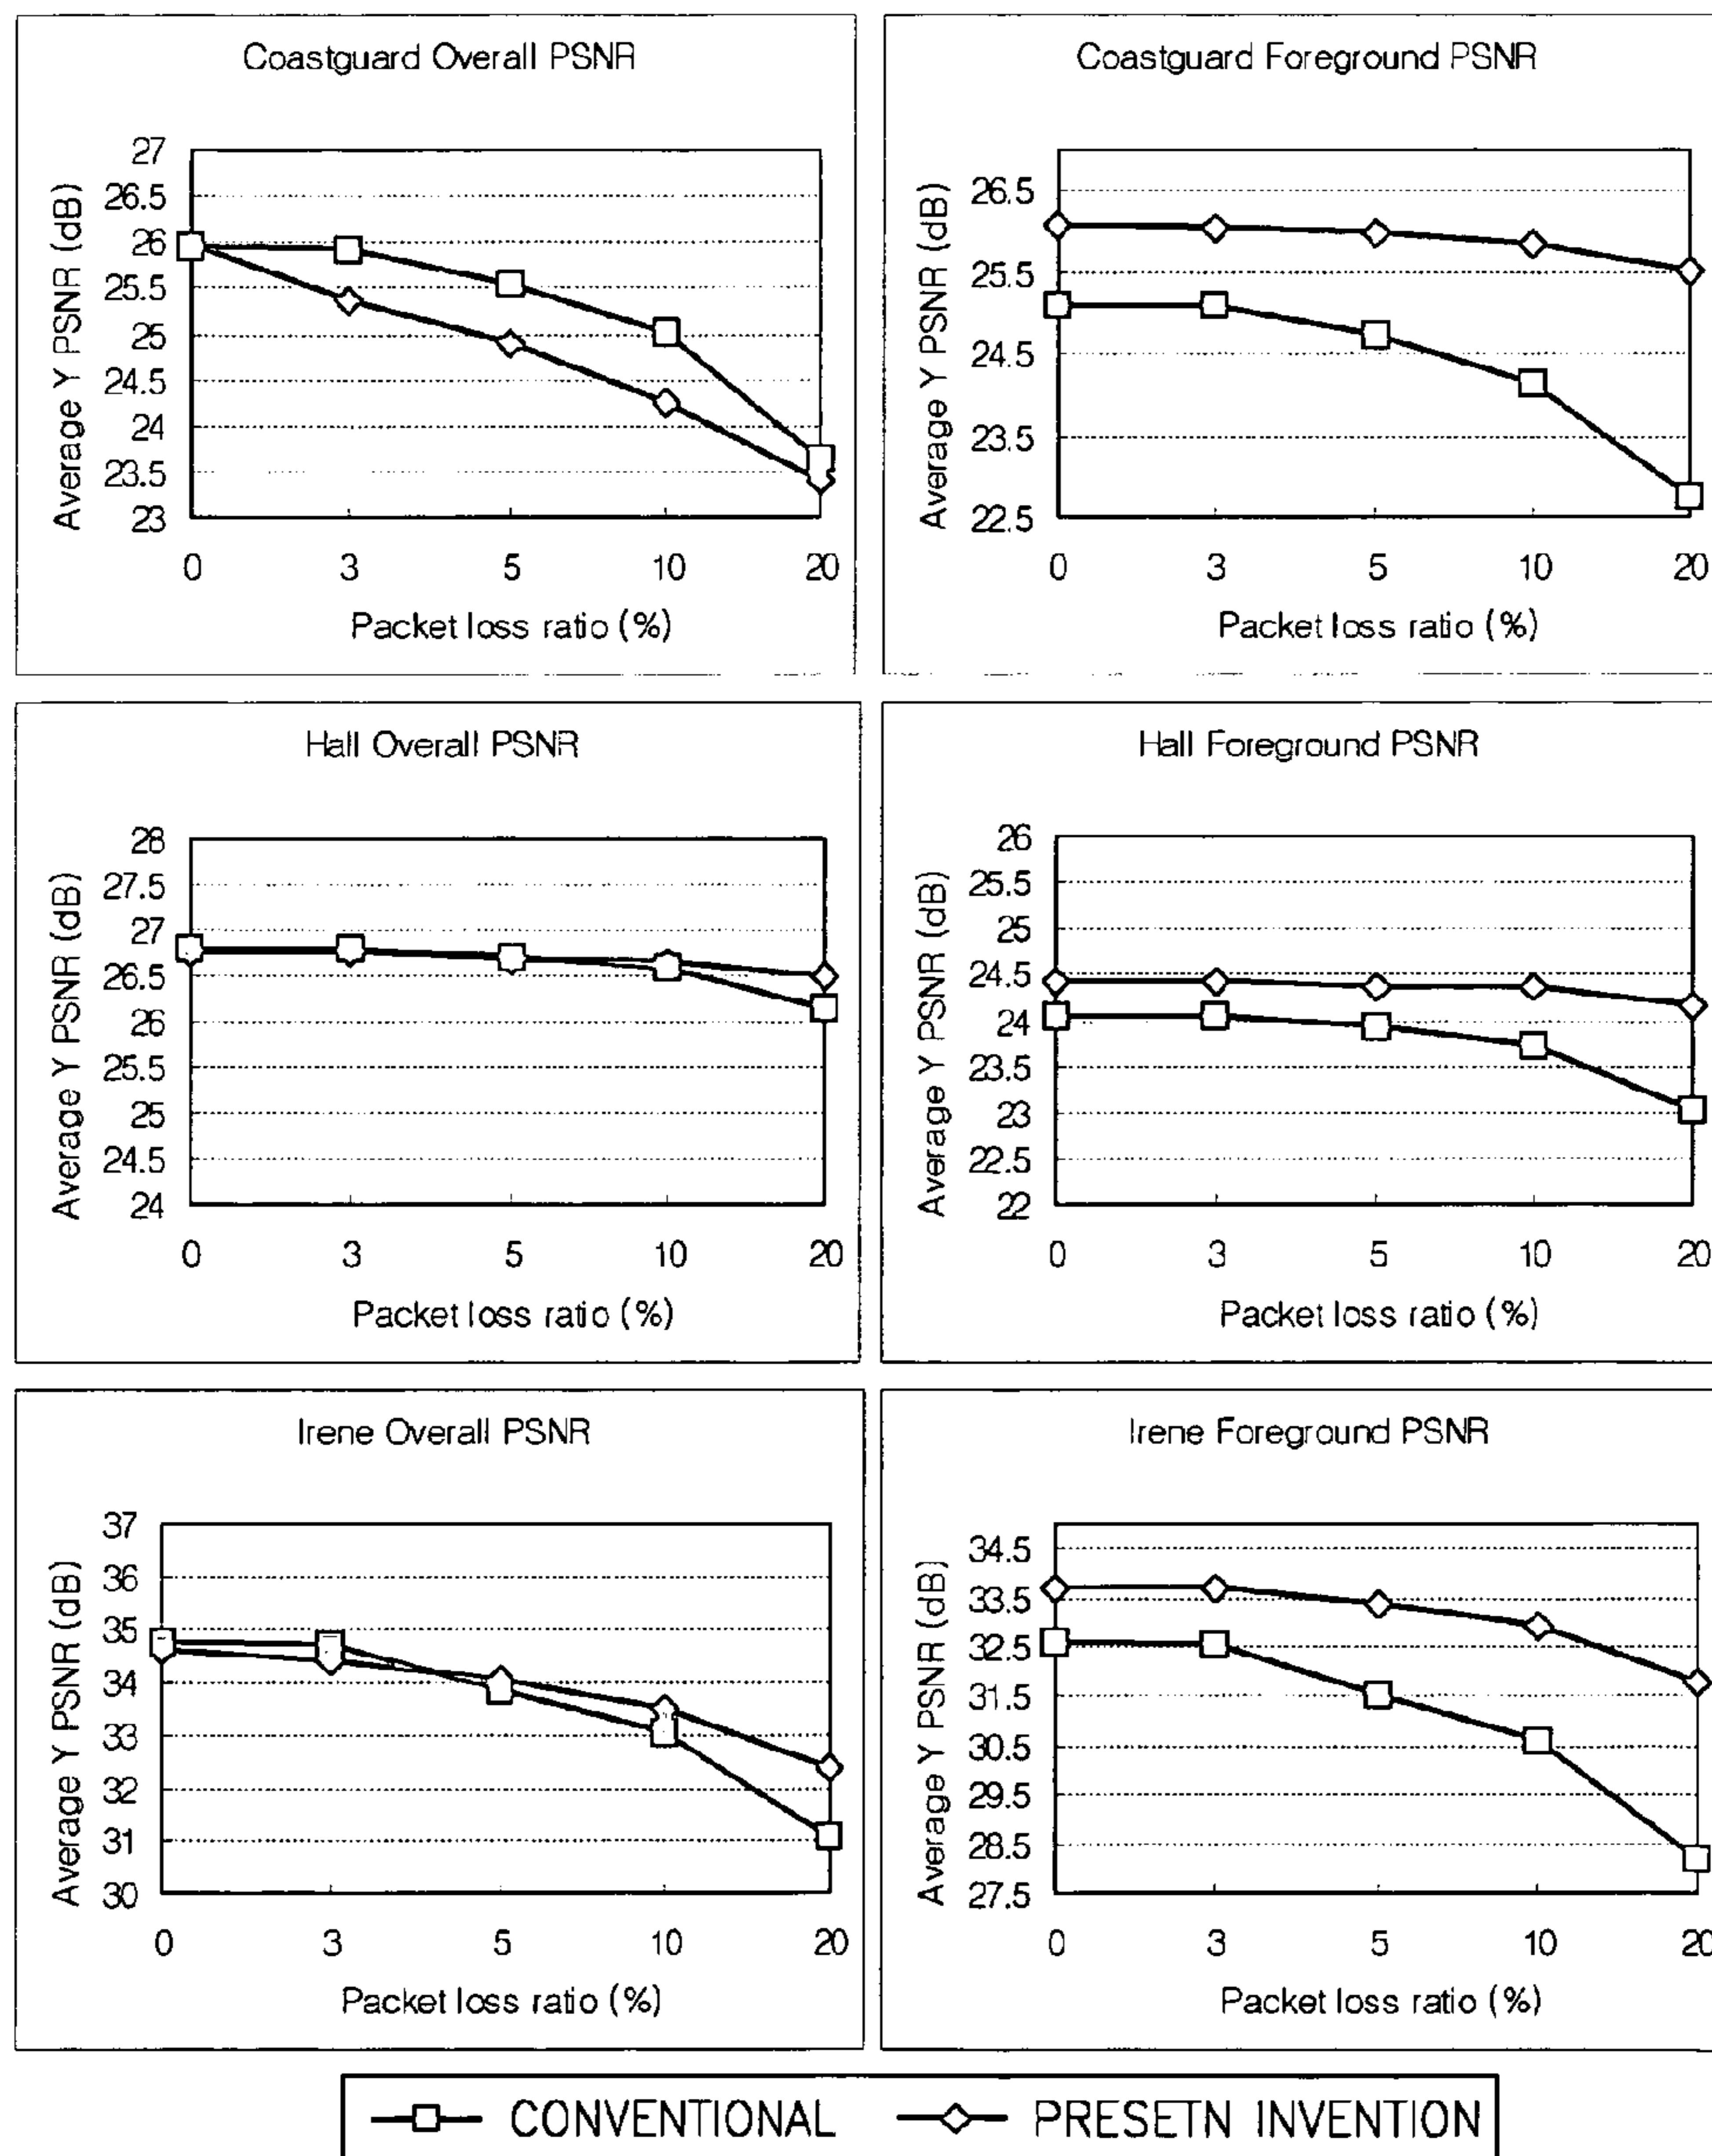 Coastguard Overall PSNR
Average Y PSNR (dB)
27
26.5
26
25.5
25
24.5
24
23.5
23
0 3 5 10 20
Packet loss ratio (%)
Coastguard Foreground PSNR
Average Y PSNR (dB)
26.5
25.5
24.5
23.5
22.5
0 3 5 10 20
Packet loss ratio (%)
Hall Overall PSNR
Average Y PSNR (dB)
28
27.5
27
26.5
26
25.5
25
24.5
24
0 3 5 10 20
Packet loss ratio (%)
Hall Foreground PSNR
Average Y PSNR (dB)
26
25.5
25
24.5
24
23.5
23
22.5
22
0 3 5 10 20
Packet loss ratio (%)
Irene Overall PSNR
Average Y PSNR (dB)
37
36
35
34
33
32
31
30
0 3 5 10 20
Packet loss ratio (%)
Irene Foreground PSNR
Average Y PSNR (dB)
34.5
33.5
32.5
31.5
30.5
29.5
28.5
27.5
0 3 5 10 20
Packet loss ratio (%)
CONVENTIONAL PRESETN INVENTION